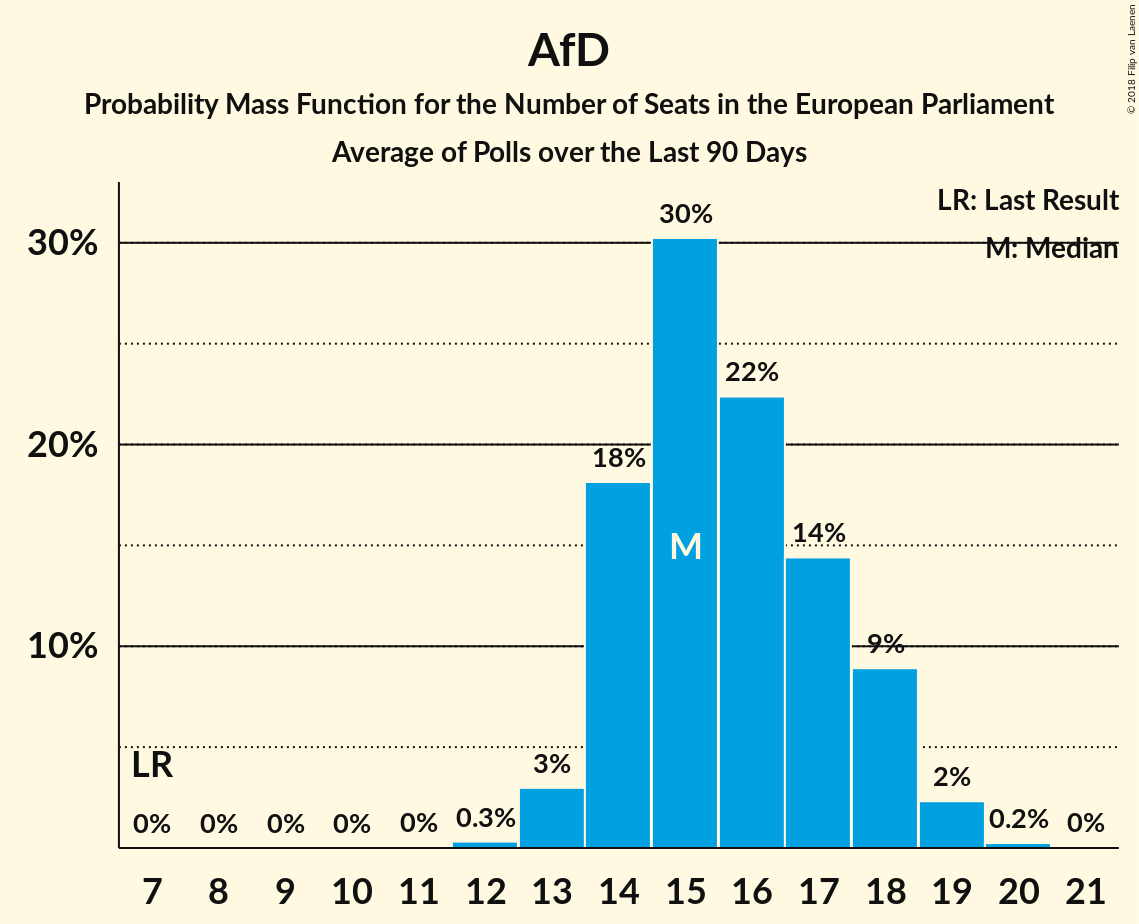 AfD
Probability Mass Function for the Number of Seats in the European Parliament
Average of Polls over the Last 90 Days
© 2018 Filip van Laenen
LR: Last Result
M: Median
30%
20%
10%
LR
M
0%
0%
0%
0%
0%
0.3%
3%
18%
30%
22%
14%
9%
2%
0.2%
0%
7 8 9 10 11 12 13 14 15 16 17 18 19 20 21